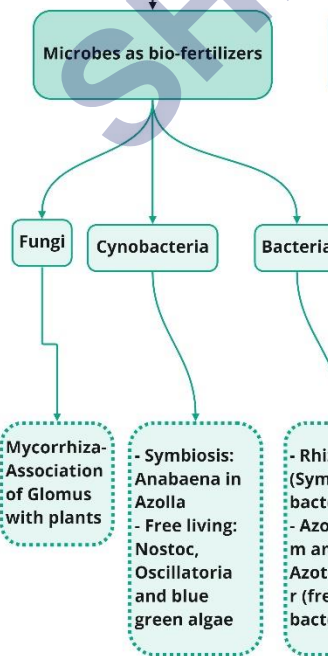 Microbes as bio-fertilizers
Fungi
Cynobacteria
Bacteria
Mycorrhiza-
Association
of Glomus
with plants
- Symbiosis:
Anabaena in
Azolla
- Free living:
Nostoc,
Oscillatoria
and blue
green algae